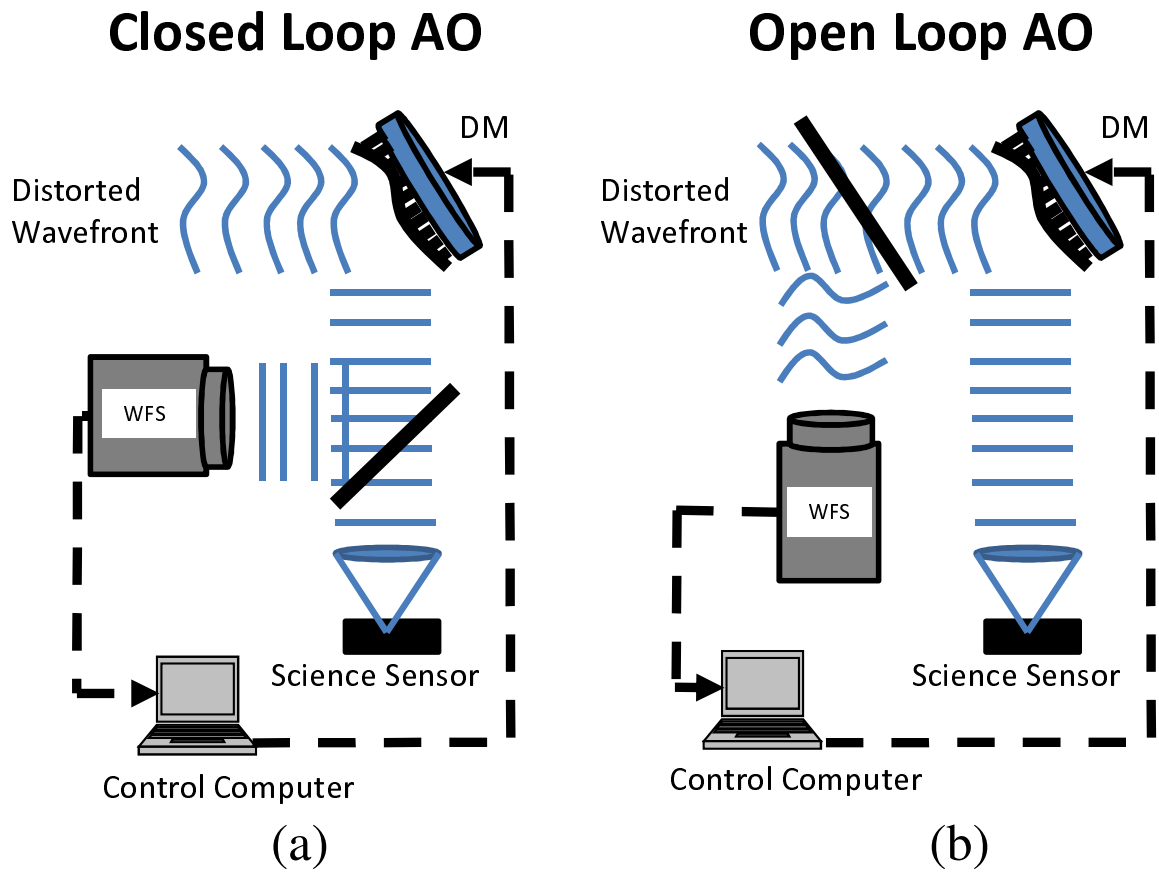 Closed Loop AO
DM
Distorted
Wavefront
WFS
Science Sensor
Control Computer
(a)
Open Loop AO
DM
Distorted
Wavefront
WFS
Science Sensor
Control Computer
(b)